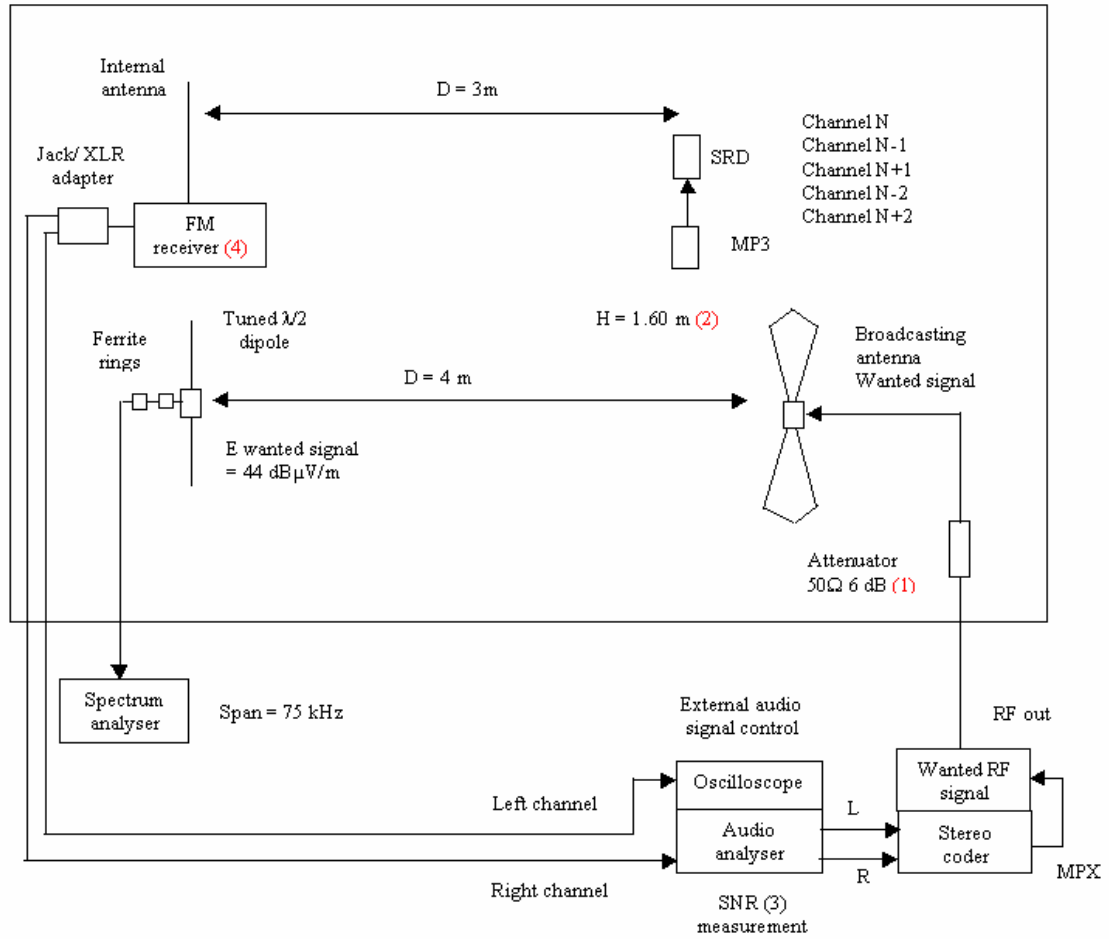 Internal
antenna
D = 3m
Channel N
Channel N-1
Channel N+1
Channel N-2
Channel N+2
Jack/ XLR
adapter
SRD
FM
receiver (4)
MP3
Tuned λ/2
dipole
H = 1.60 m (2)
Ferrite
rings
Broadcasting
antenna
Wanted signal
D = 4 m
E wanted signal
= 44 dBµV/m
Attenuator
50Ω 6 dB (1)
Spectrum
analyser
Span = 75 kHz
External audio
signal control
RF out
Oscilloscope
Wanted RF
signal
Left channel
L
Audio
analyser
Stereo
coder
R
MPX
Right channel
SNR (3)
measurement